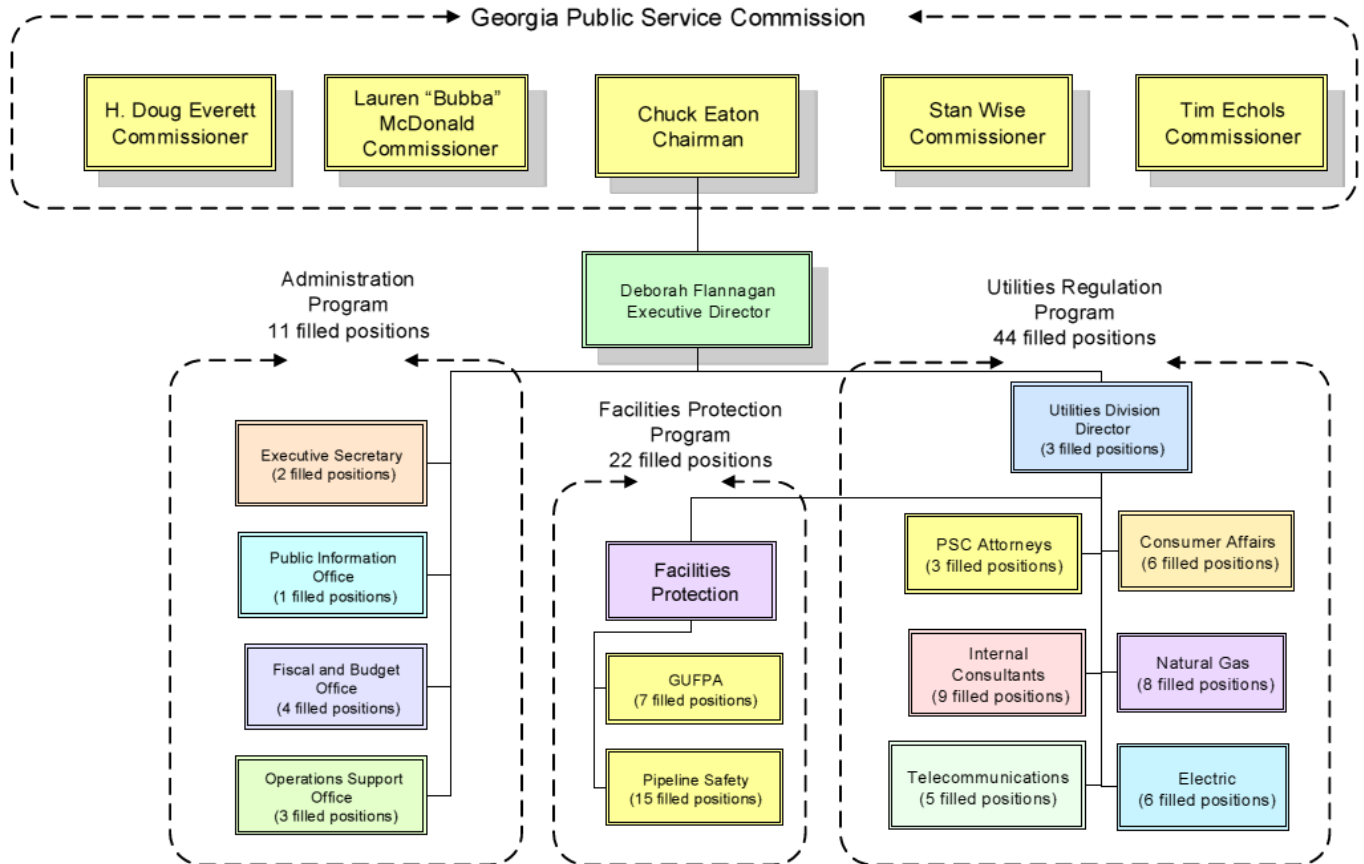 Georgia Public Service Commission
H. Doug Everett
Commissioner
Lauren “Bubba”
McDonald
Commissioner
Chuck Eaton
Chairman
Stan Wise
Commissioner
Tim Echols
Commissioner
Deborah Flannagan
Executive Director
Administration
Program
11 filled positions
Executive Secretary
(2 filled positions)
Public Information
Office
(1 filled positions)
Fiscal and Budget
Office
(4 filled positions)
Operations Support
Office
(3 filled positions)
Facilities Protection
Program
22 filled positions
Facilities
Protection
GUFPA
(7 filled positions)
Pipeline Safety
(15 filled positions)
Utilities Regulation
Program
44 filled positions
Utilities Division
Director
(3 filled positions)
PSC Attorneys
(3 filled positions)
Consumer Affairs
(6 filled positions)
Internal
Consultants
(9 filled positions)
Natural Gas
(8 filled positions)
Telecommunications
(5 filled positions)
Electric
(6 filled positions)